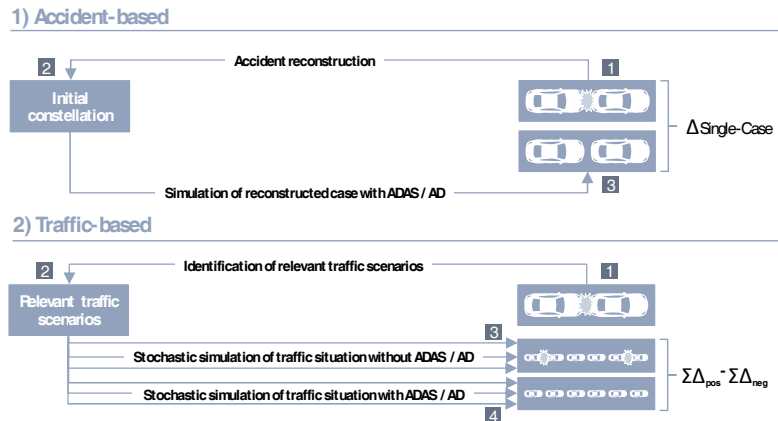 1) Accident-based
2
Accident reconstruction
1
Initial
constellation
Δ Single-Case
Simulation of reconstructed case with ADAS / AD
3
2) Traffic-based
2
Identification of relevant traffic scenarios
1
Relevant traffic
scenarios
3
Stochastic simulation of traffic situation without ADAS / AD
ΣΔpos - ΣΔneg
Stochastic simulation of traffic situation with ADAS / AD
4